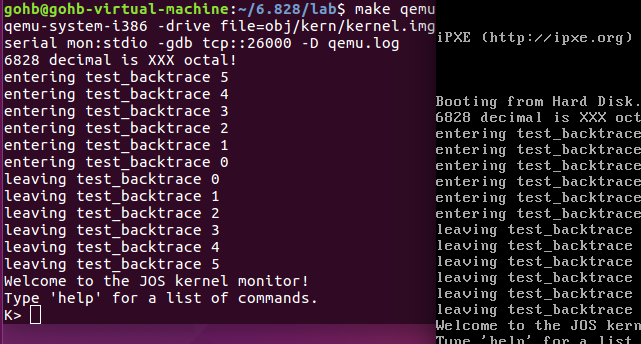 gohb@gohb-virtual-machine:~/6.828/lab$ make qemu
qemu-system-i386 -drive file=obj/kern/kernel.img
serial mon:stdio -gdb tcp::26000 -D qemu.log
6828 decimal is XXX octal!
entering test_backtrace 5
entering test_backtrace 4
entering test_backtrace 3
entering test_backtrace 2
entering test_backtrace 1
entering test_backtrace 0
leaving test_backtrace 0
leaving test_backtrace 1
leaving test_backtrace 2
leaving test_backtrace 3
leaving test_backtrace 4
leaving test_backtrace 5
Welcome to the JOS kernel monitor!
Type 'help' for a list of commands.
K>
iPXE (http://ipxe.org)
Booting from Hard Disk.
6828 decimal is XXX oct
entering test_backtrace
entering test_backtrace
entering test_backtrace
entering test_backtrace
entering test_backtrace
entering test_backtrace
leaving test_backtrace
leaving test_backtrace
leaving test_backtrace
leaving test_backtrace
leaving test_backtrace
leaving test_backtrace
Welcome to the JOS kern
Type 'help' for a list